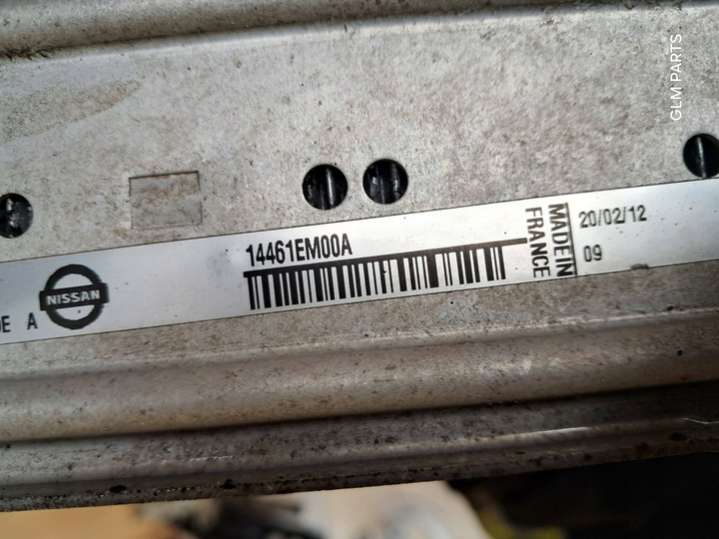 GLM PARTS
14461EM00A
MADE IN
FRANCE
20/02/12
09
NISSAN
A